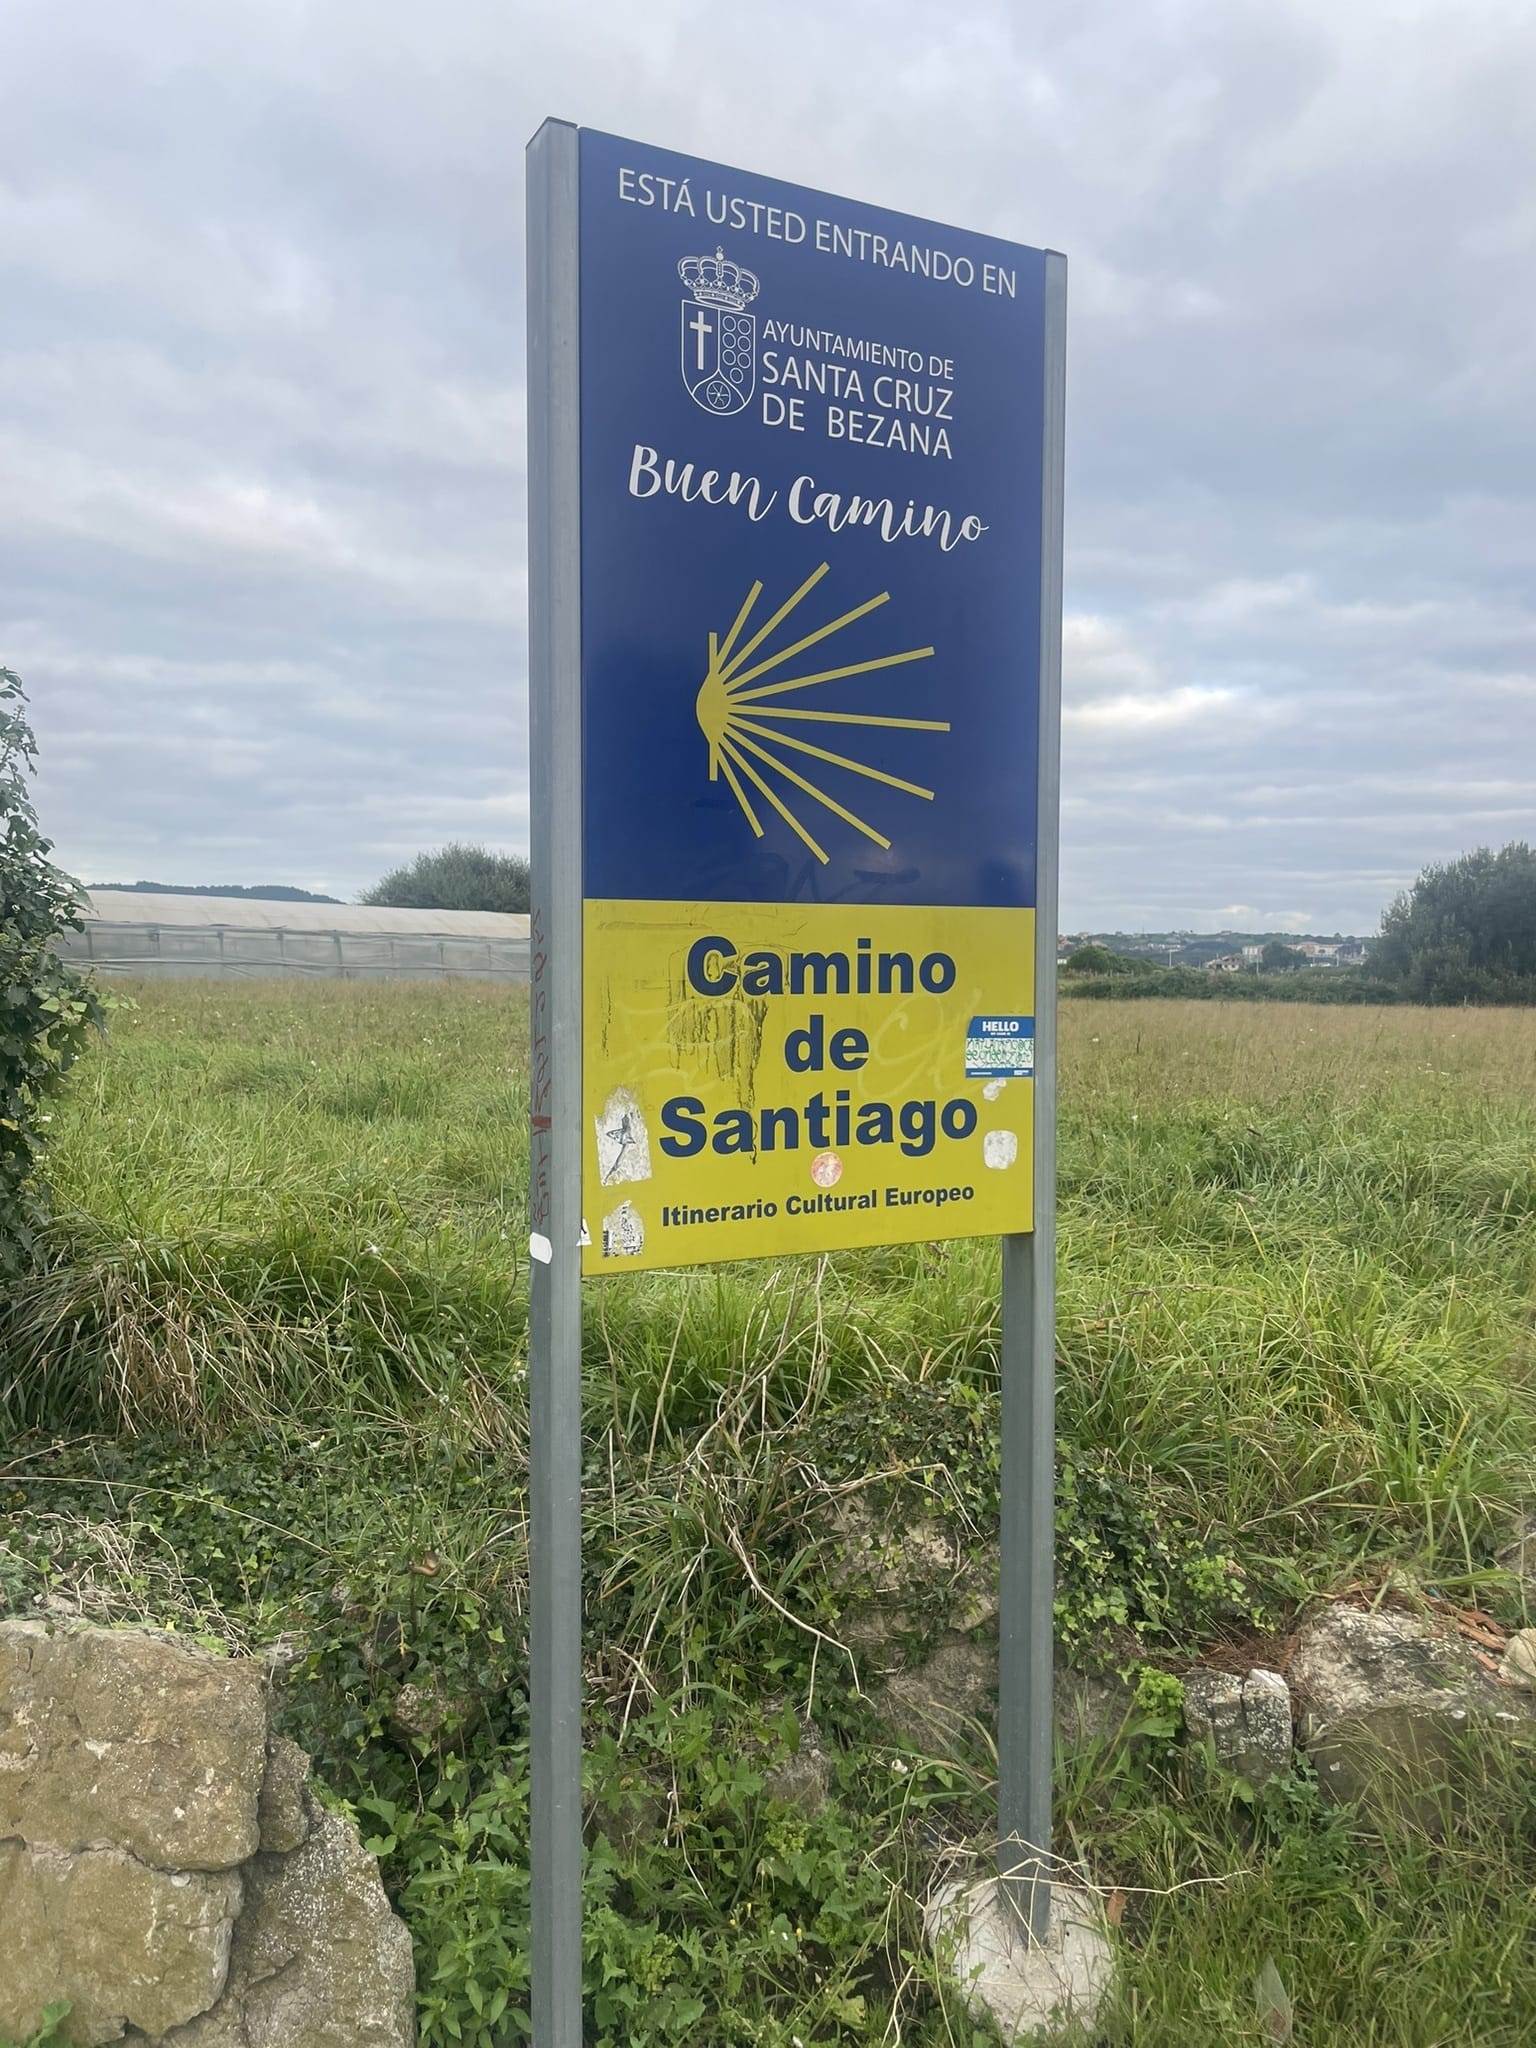 ESTÁ USTED ENTRANDO EN
AYUNTAMIENTO DE
SANTA CRUZ
DE BEZANA
Buen Camino
Camino
de
Santiago
HELLO
Itinerario Cultural Europeo